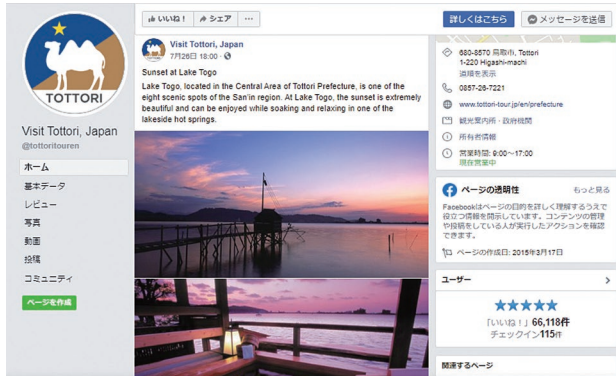 TOTTORI
Visit Tottori, Japan
@tottoritouren
ホーム
基本データ
レビュー
写真
動画
投稿
コミュニティ
ページを作成
いいね！ シェア ···
詳しくはこちら メッセージを送信
Visit Tottori, Japan
7月26日 18:00 ·
Sunset at Lake Togo
Lake Togo, located in the Central Area of Tottori Prefecture, is one of the
eight scenic spots of the San'in region. At Lake Togo, the sunset is extremely
beautiful and can be enjoyed while soaking and relaxing in one of the
lakeside hot springs.
680-8570 鳥取市, Tottori
1-220 Higashi-machi
道順を表示
0857-26-7221
www.tottori-tour.jp/en/prefecture
観光案内所・政府機関
所有者情報
営業時間: 9:00～17:00
現在営業中
ページの透明性 もっと見る
Facebookはページの目的を詳しく理解するうえで
役立つ情報を開示しています。コンテンツの管理
や投稿をしている人が実行したアクションを確認
できます。
ページの作成日: 2015年3月17日
ユーザー
「いいね！」66,118件
チェックイン115件
関連するページ